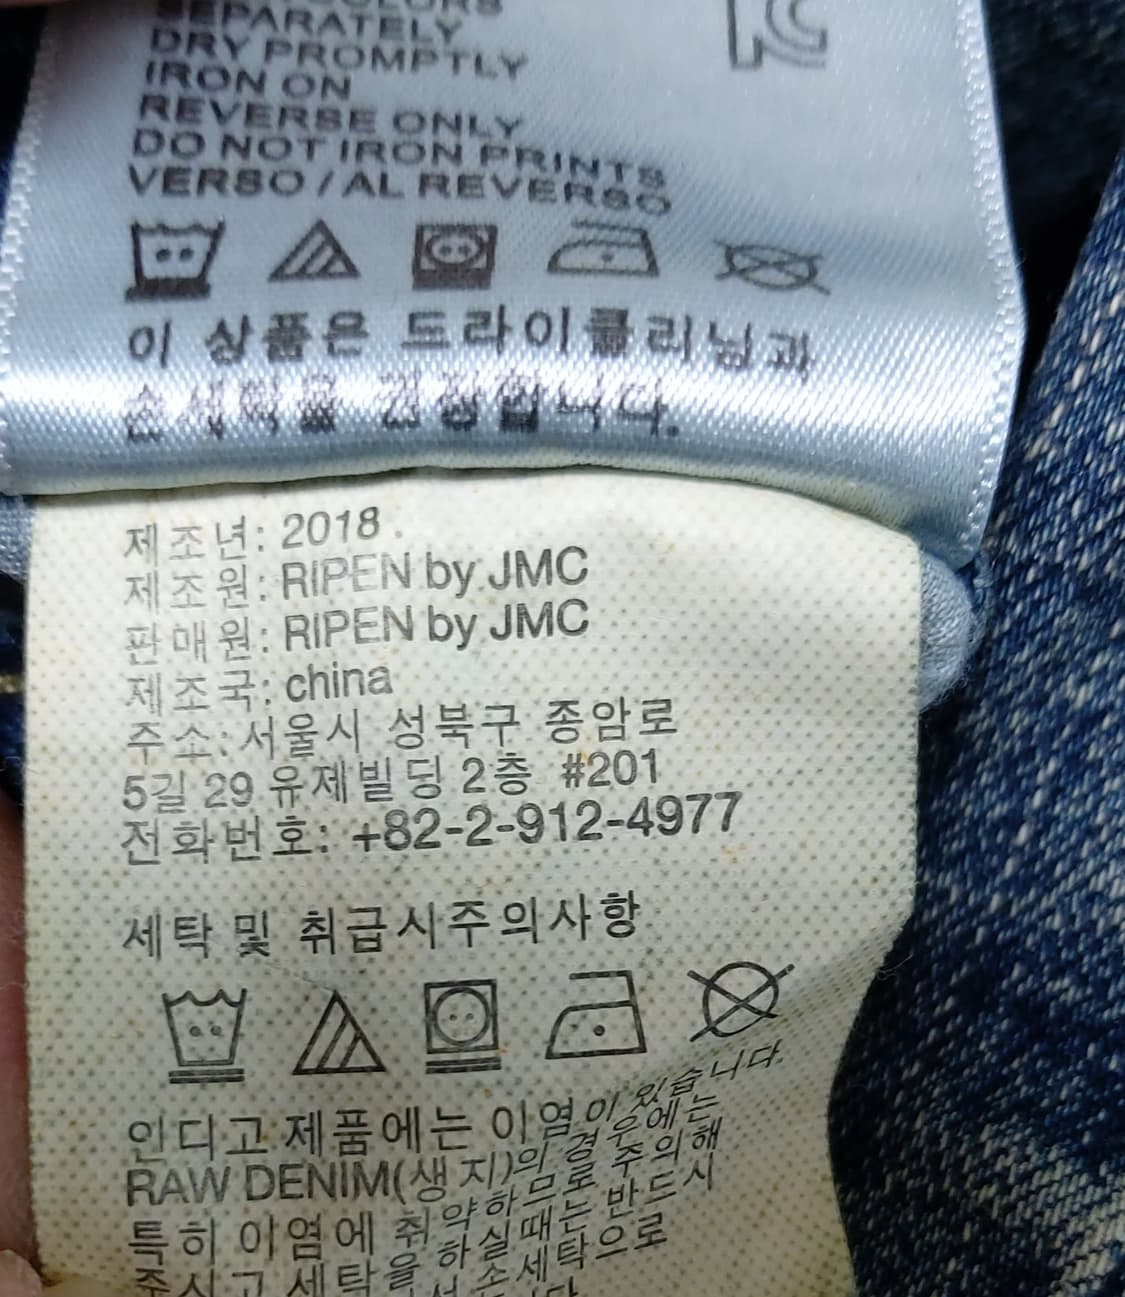 COLORS
SEPARATELY
DRY PROMPTLY
IRON ON
REVERSE ONLY
DO NOT IRON PRINTS
VERSO / AL REVERSO
이 상품은 드라이클리닝과
손세탁을 권장합니다.
제조년: 2018 .
제조원: RIPEN by JMC
판매원: RIPEN by JMC
제조국: china
주소: 서울시 성북구 종암로
5길 29 유제빌딩 2층 #201
전화번호: +82-2-912-4977
세탁 및 취급시주의사항
인디고 제품에는 이염이 있습니다.
RAW DENIM(생 지)의 경우에는
특히 이염에 취약하므로 주의해
주시고 세탁을 하실때는 반드시
손세탁으로